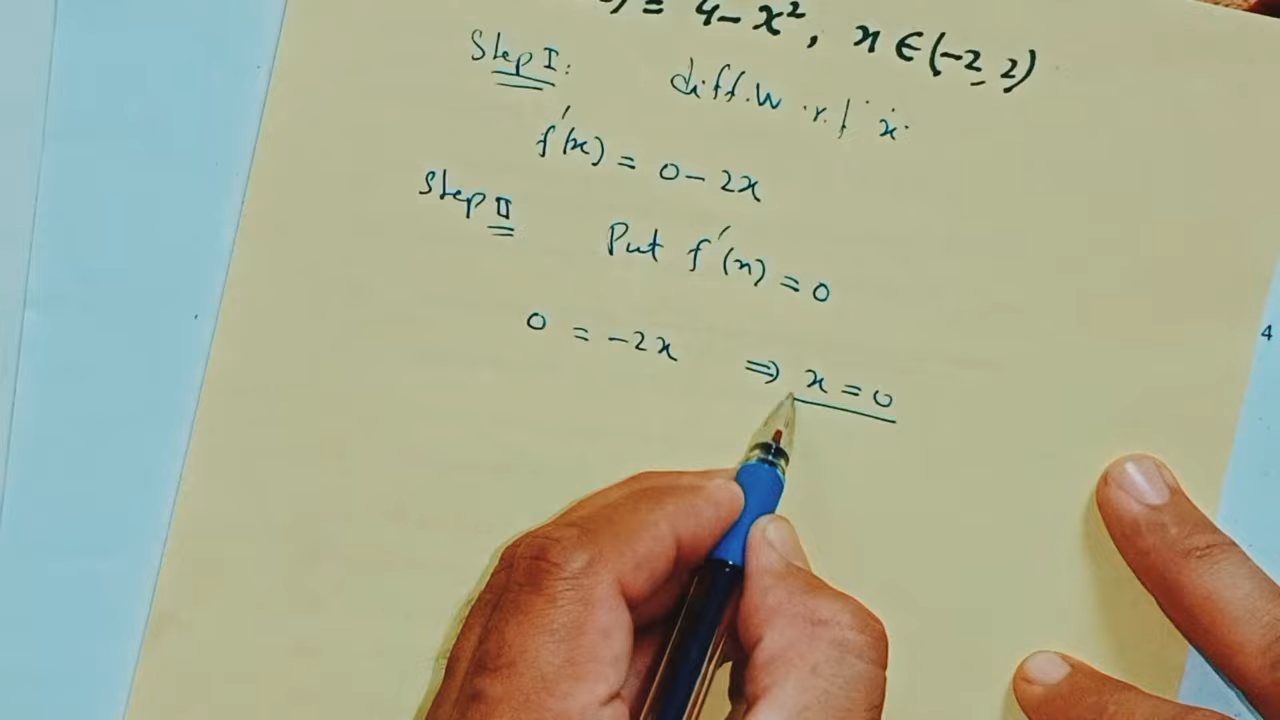 = 4 - x², x ∈ (-2, 2)
Step I: diff. w.r.t 'x'
f'(x) = 0 - 2x
Step II Put f'(x) = 0
0 = -2x ⇒ x = 0
4